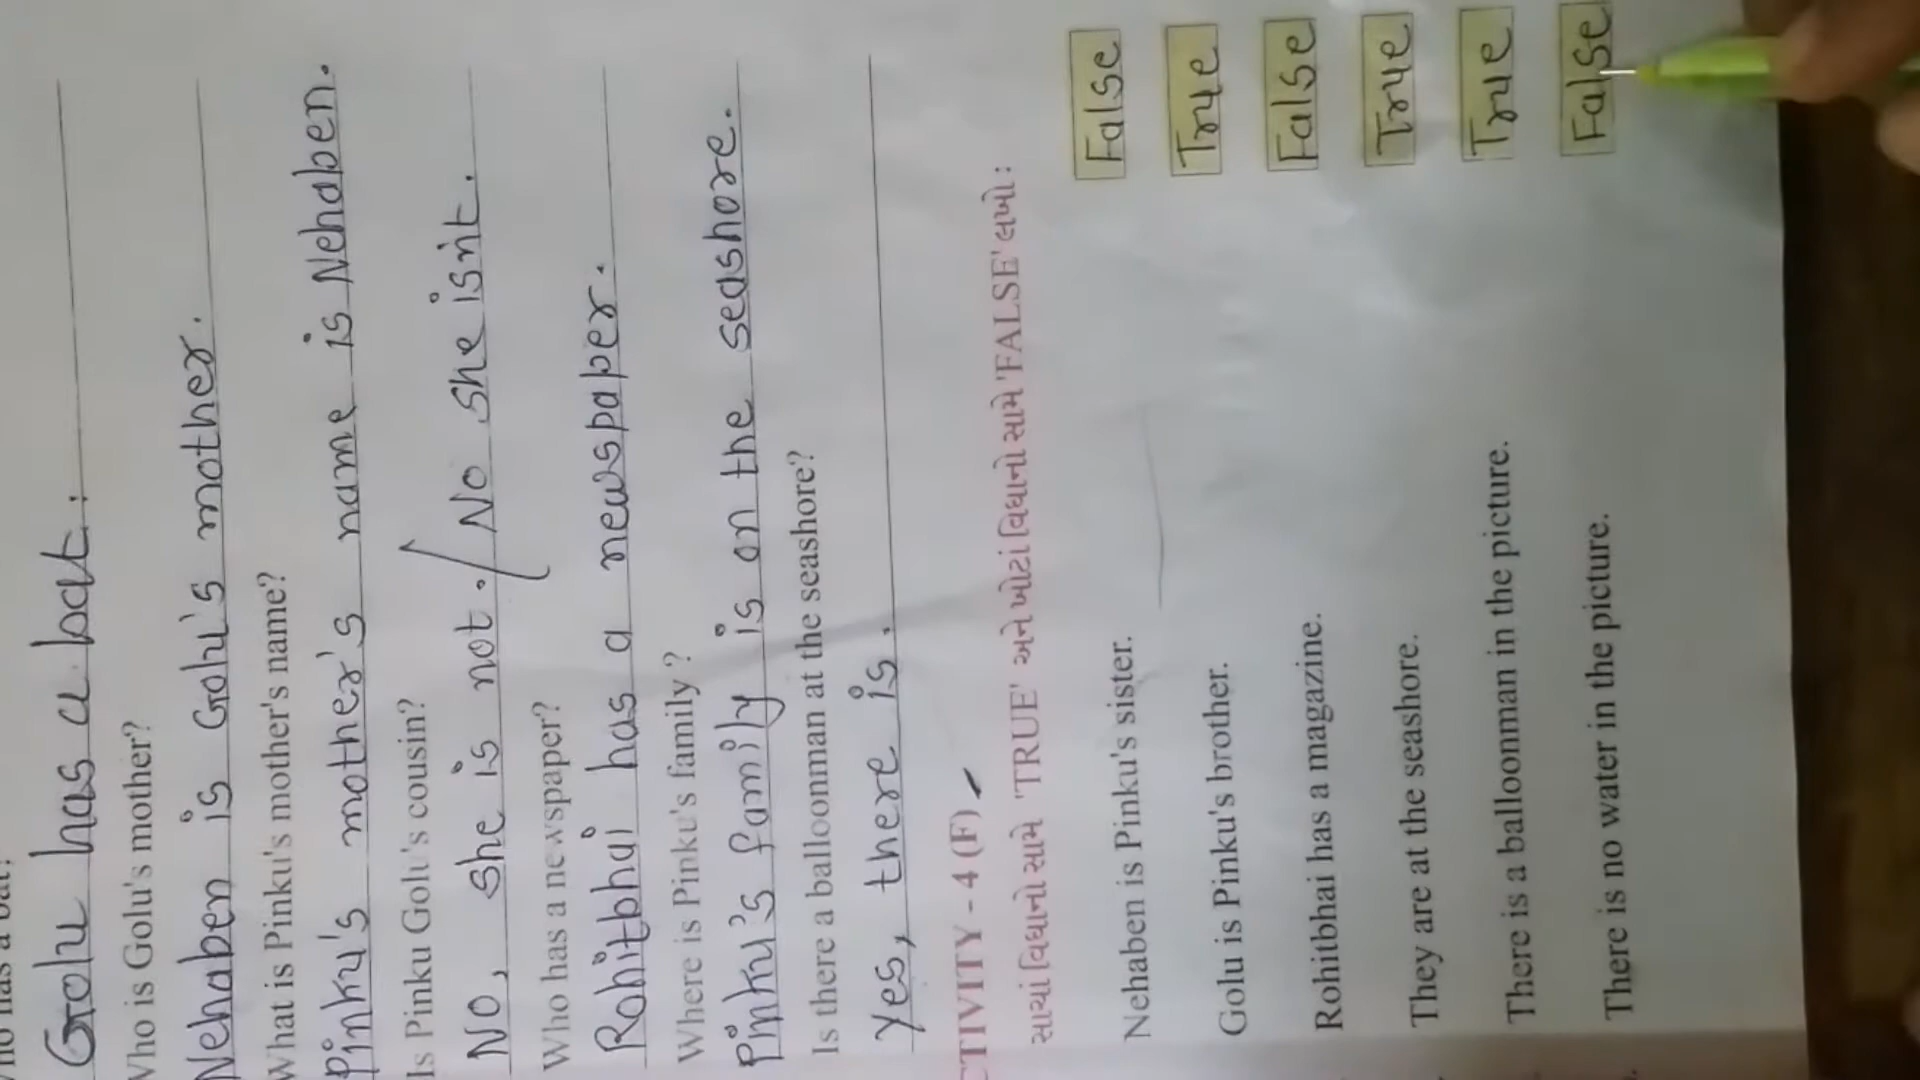 Golu has a bat.
Who is Golu's mother?
Nehaben is Golu's mother.
What is Pinku's mother's name?
Pinku's mother's name is Nehaben.
Is Pinku Golu's cousin?
No, she is not. / No she isn't.
Who has a newspaper?
Rohitbhai has a newspaper.
Where is Pinku's family?
Pinku's family is on the seashore.
Is there a balloonman at the seashore?
Yes, there is.
CTIVITY - 4 (F)
સાચાં વિધાનો સામે 'TRUE' અને ખોટાં વિધાનો સામે 'FALSE' લખો :
Nehaben is Pinku's sister. False
Golu is Pinku's brother. True
Rohitbhai has a magazine. False
They are at the seashore. True
There is a balloonman in the picture. True
There is no water in the picture. False